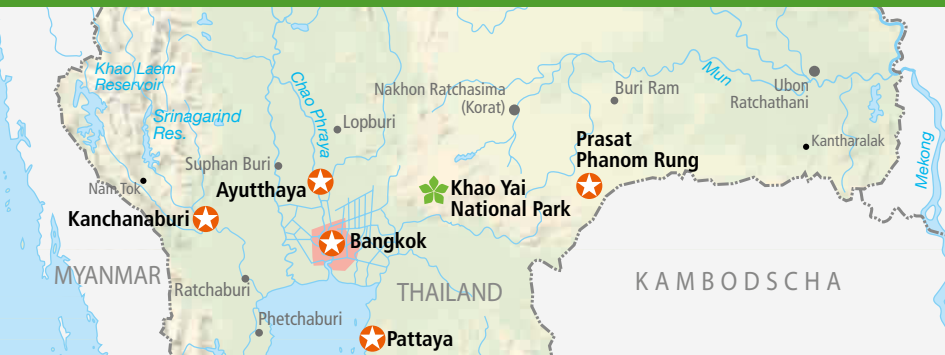 Khao Laem
Reservoir
Srinagarind
Res.
Chao Phraya
Lopburi
Nakhon Ratchasima
(Korat)
Buri Ram
Mun
Ubon
Ratchathani
Kantharalak
Mekong
Prasat
Phanom Rung
Suphan Buri
Ayutthaya
Khao Yai
National Park
Nam Tok
Kanchanaburi
Bangkok
MYANMAR
Ratchaburi
THAILAND
KAMBODSCHA
Phetchaburi
Pattaya